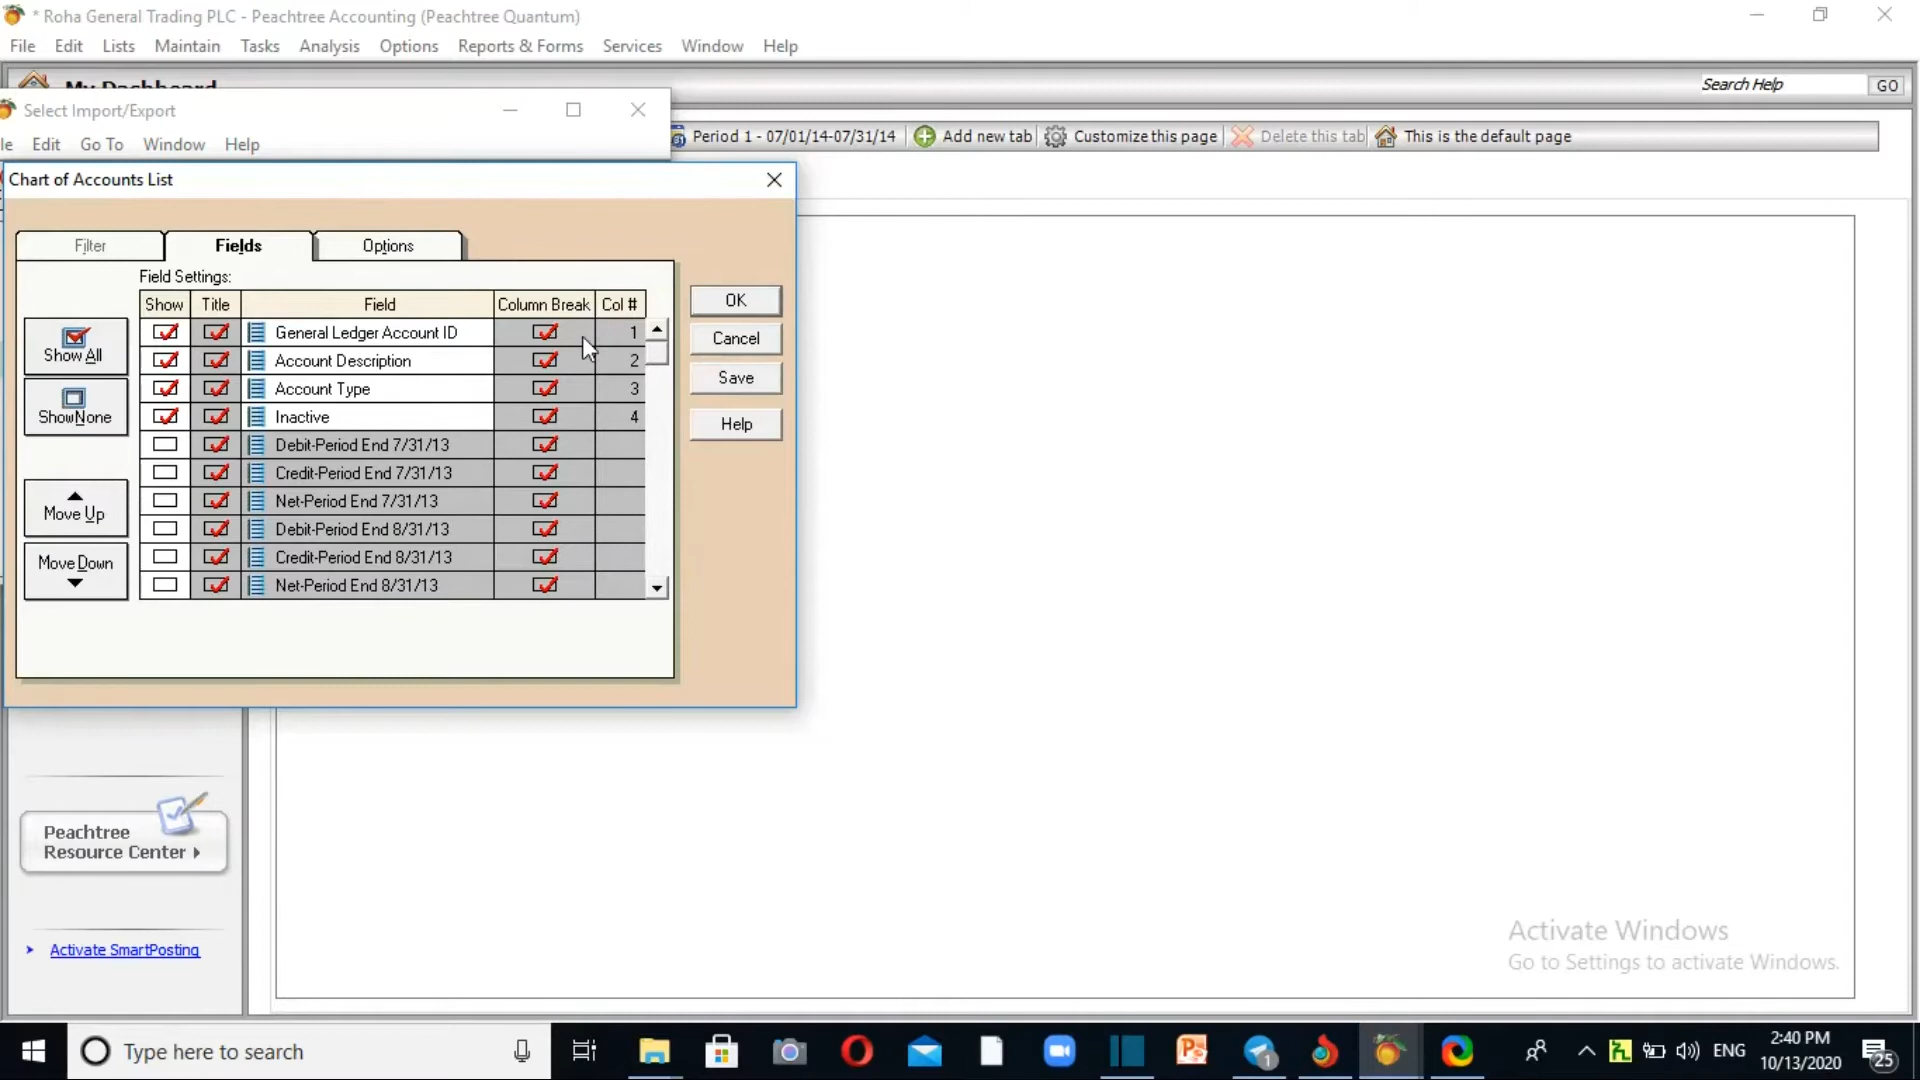 * Roha General Trading PLC - Peachtree Accounting (Peachtree Quantum)
File Edit Lists Maintain Tasks Analysis Options Reports & Forms Services Window Help
Search Help GO
Select Import/Export
Period 1 - 07/01/14-07/31/14 Add new tab Customize this page Delete this tab This is the default page
Edit Go To Window Help
Chart of Accounts List
Filter Fields Options
Field Settings:
Show Title Field Column Break Col #
General Ledger Account ID 1
Account Description 2
Account Type 3
Inactive 4
Debit-Period End 7/31/13
Credit-Period End 7/31/13
Net-Period End 7/31/13
Debit-Period End 8/31/13
Credit-Period End 8/31/13
Net-Period End 8/31/13
Show All
Show None
Move Up
Move Down
OK
Cancel
Save
Help
Peachtree
Resource Center
Activate SmartPosting
Activate Windows
Go to Settings to activate Windows.
Type here to search
1
ENG
2:40 PM
10/13/2020
25